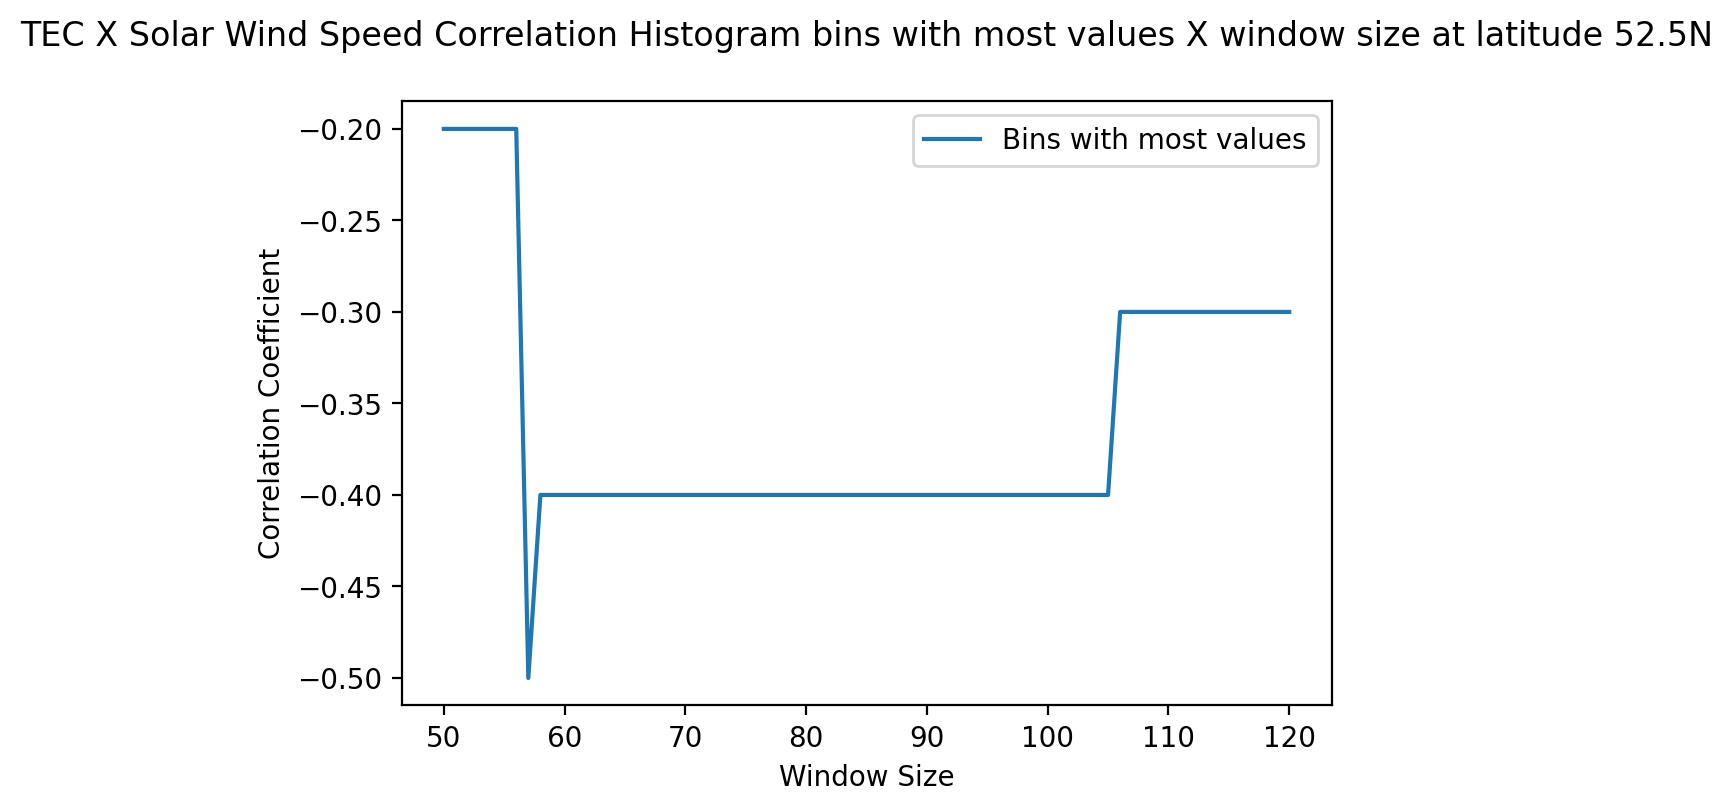 TEC X Solar Wind Speed Correlation Histogram bins with most values X window size at latitude 52.5N
Bins with most values
−0.20
−0.25
−0.30
−0.35
−0.40
−0.45
−0.50
Correlation Coefficient
50 60 70 80 90 100 110 120
Window Size